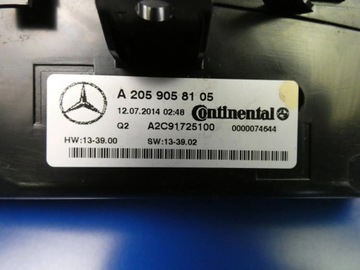 A 205 905 81 05
12.07.2014 02:48 Continental
Q2 A2C91725100 0000074644
HW:13-39.00 SW:13-39.02